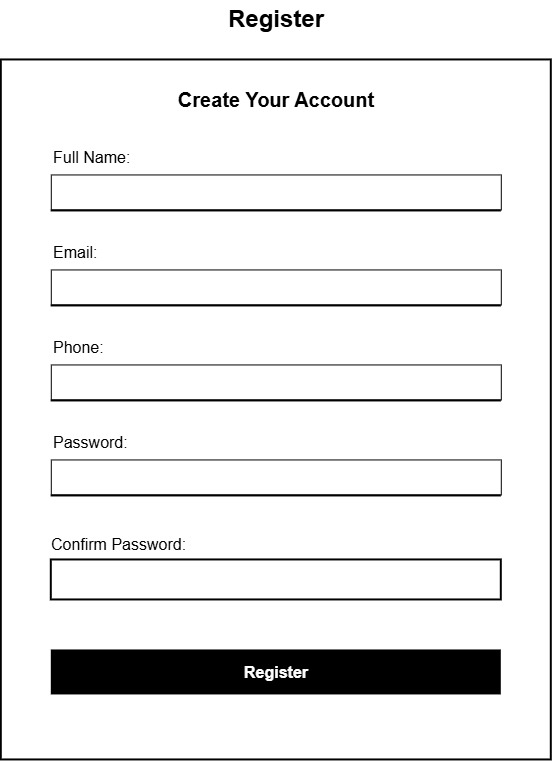 Register
Create Your Account
Full Name:
Email:
Phone:
Password:
Confirm Password:
Register